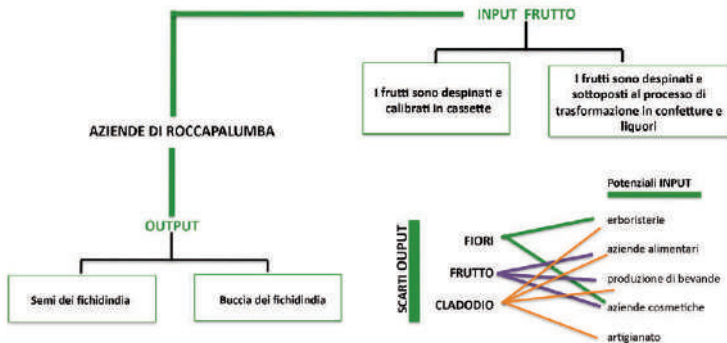 INPUT FRUTTO
I frutti sono despinati e
calibrati in cassette
I frutti sono despinati e
sottoposti al processo di
trasformazione in confetture e
liquori
AZIENDE DI ROCCAPALUMBA
OUTPUT
Semi dei fichidindia
Buccia dei fichidindia
SCARTI OUPUT
FIORI
FRUTTO
CLADODIO
Potenziali INPUT
erboristerie
aziende alimentari
produzione di bevande
aziende cosmetiche
artigianato